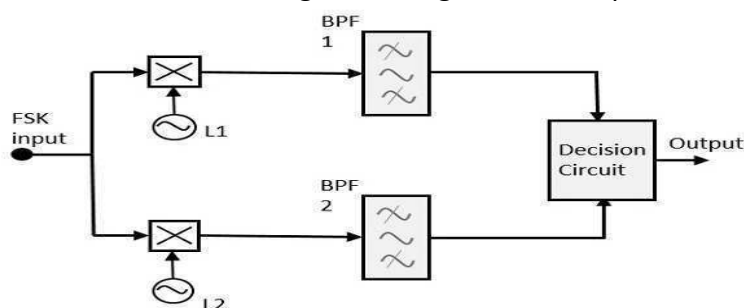 BPF
1
FSK
input
L1
Decision
Circuit
Output
BPF
2
L2